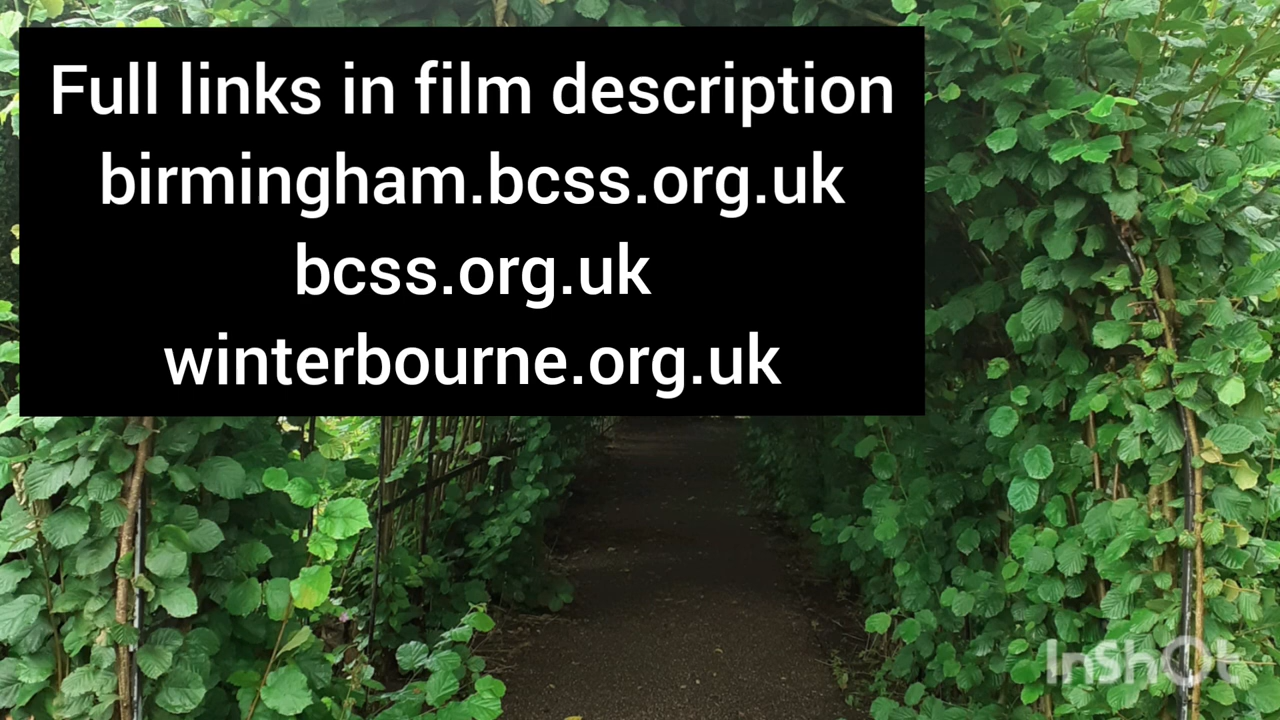 Full links in film description
birmingham.bcss.org.uk
bcss.org.uk
winterbourne.org.uk
InShOt